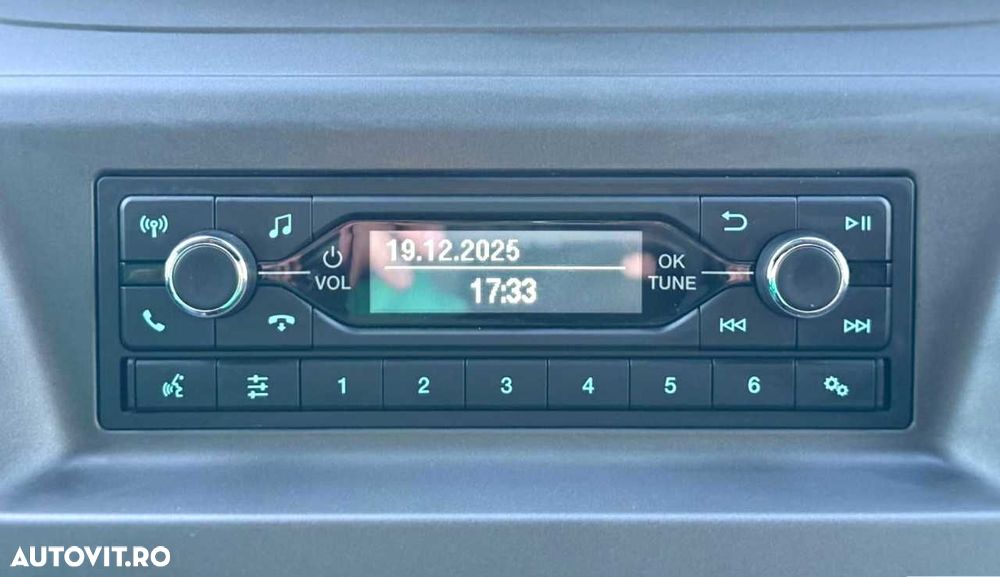 19.12.2025
17:33
VOL
OK
TUNE
1 2 3 4 5 6
AUTOVIT.RO